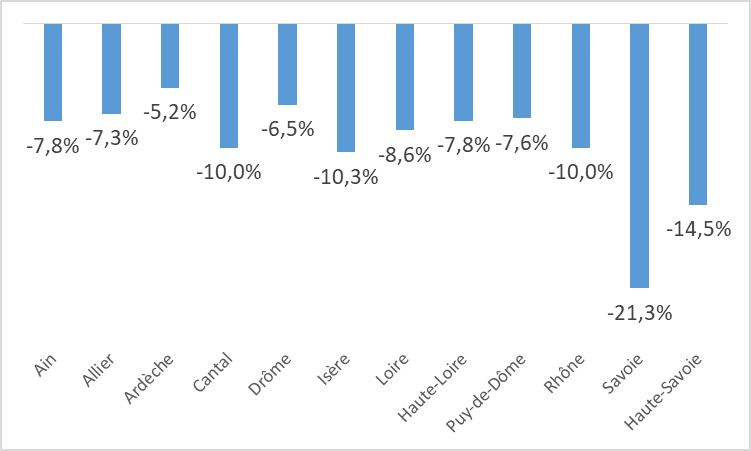 -7,8%
-7,3%
-5,2%
-10,0%
-6,5%
-10,3%
-8,6%
-7,8%
-7,6%
-10,0%
-21,3%
-14,5%
Ain
Allier
Ardèche
Cantal
Drôme
Isère
Loire
Haute-Loire
Puy-de-Dôme
Rhône
Savoie
Haute-Savoie